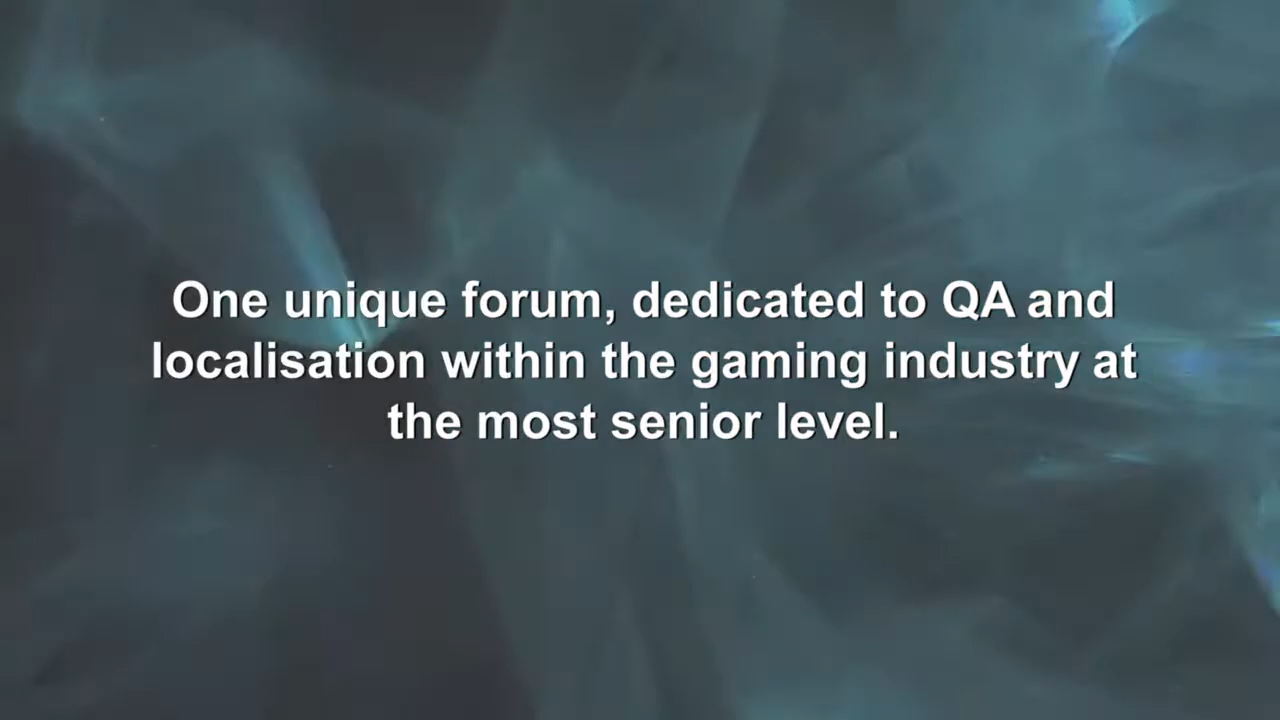 One unique forum, dedicated to QA and
localisation within the gaming industry at
the most senior level.